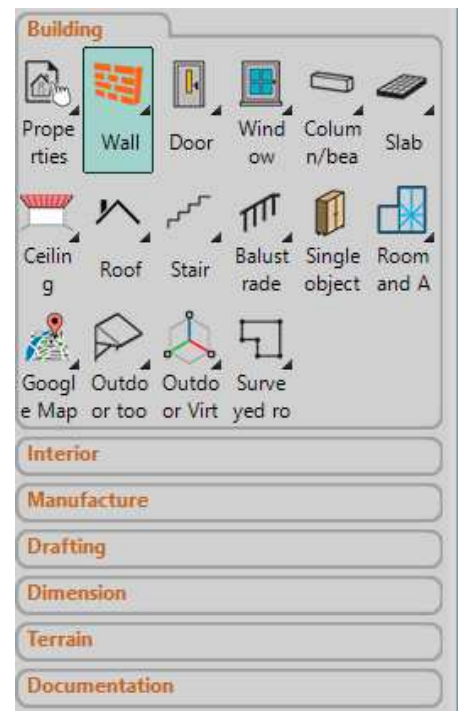 Building
Prope Wall Door Wind Colum Slab
rties ow n/bea
Ceilin Roof Stair Balust Single Room
g rade object and A
Googl Outdo Outdo Surve
e Map or too or Virt yed ro
Interior
Manufacture
Drafting
Dimension
Terrain
Documentation